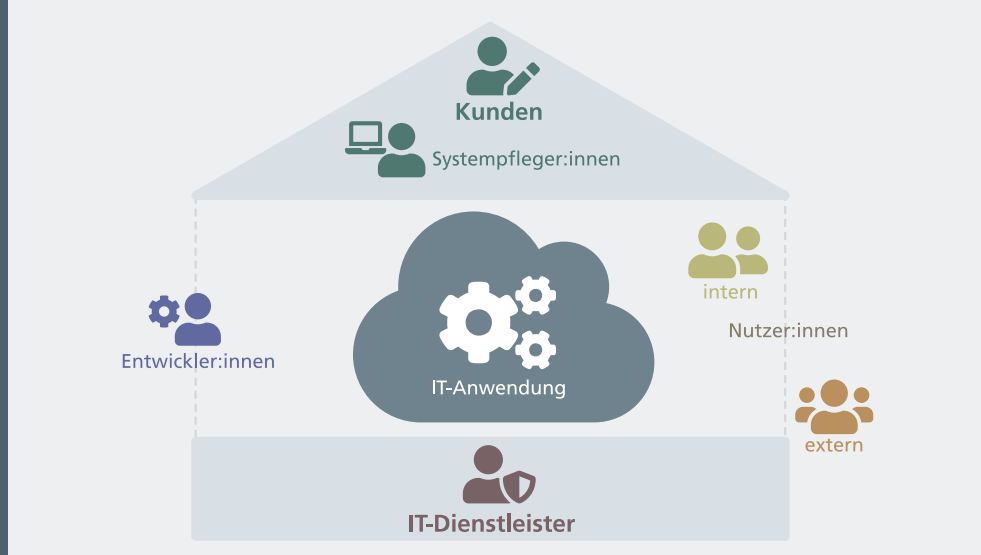 Kunden
Systempfleger:innen
intern
Nutzer:innen
Entwickler:innen
IT-Anwendung
extern
IT-Dienstleister